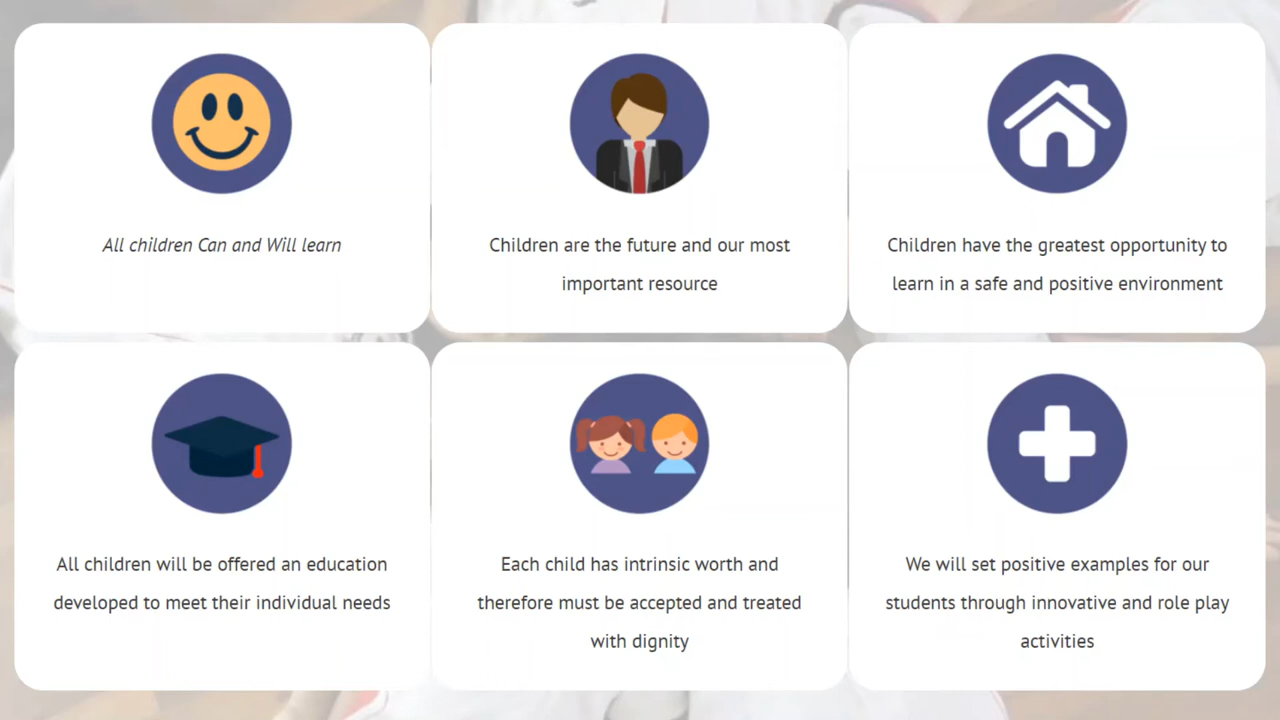 All children Can and Will learn
Children are the future and our most
important resource
Children have the greatest opportunity to
learn in a safe and positive environment
All children will be offered an education
developed to meet their individual needs
Each child has intrinsic worth and
therefore must be accepted and treated
with dignity
We will set positive examples for our
students through innovative and role play
activities